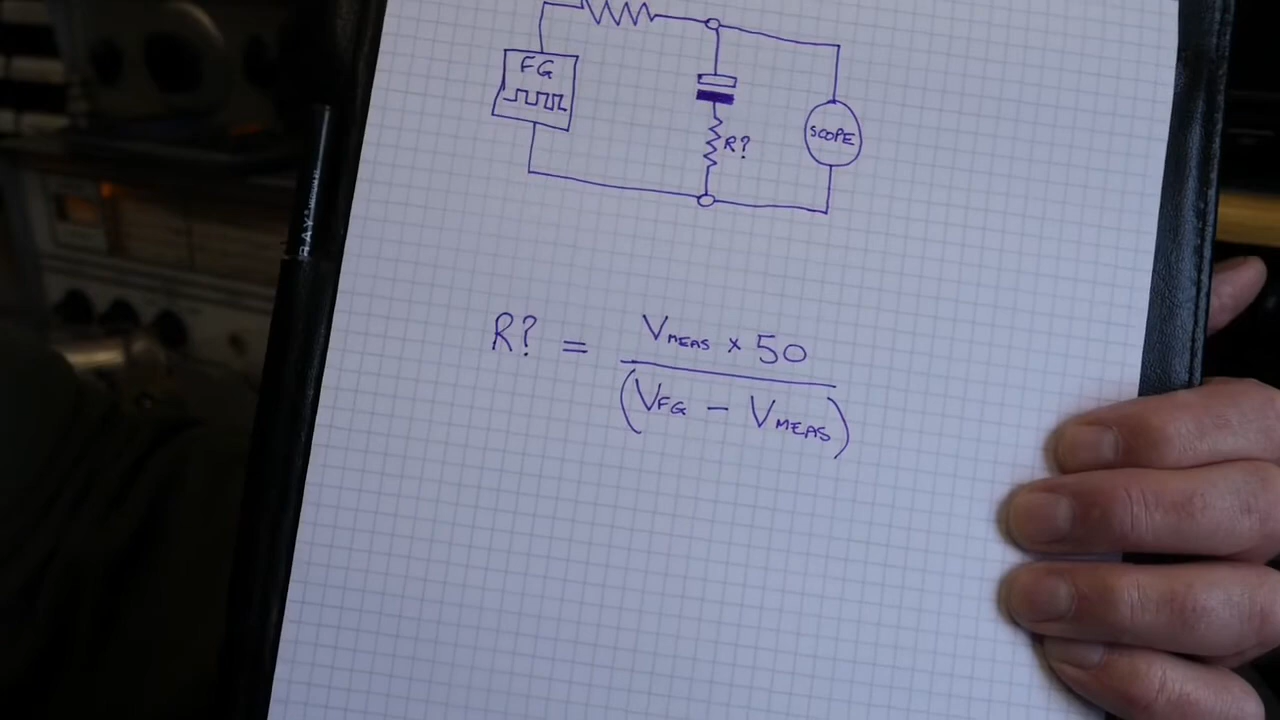 FG
R?
SCOPE
R? = VMEAS × 50
(VFG - VMEAS)